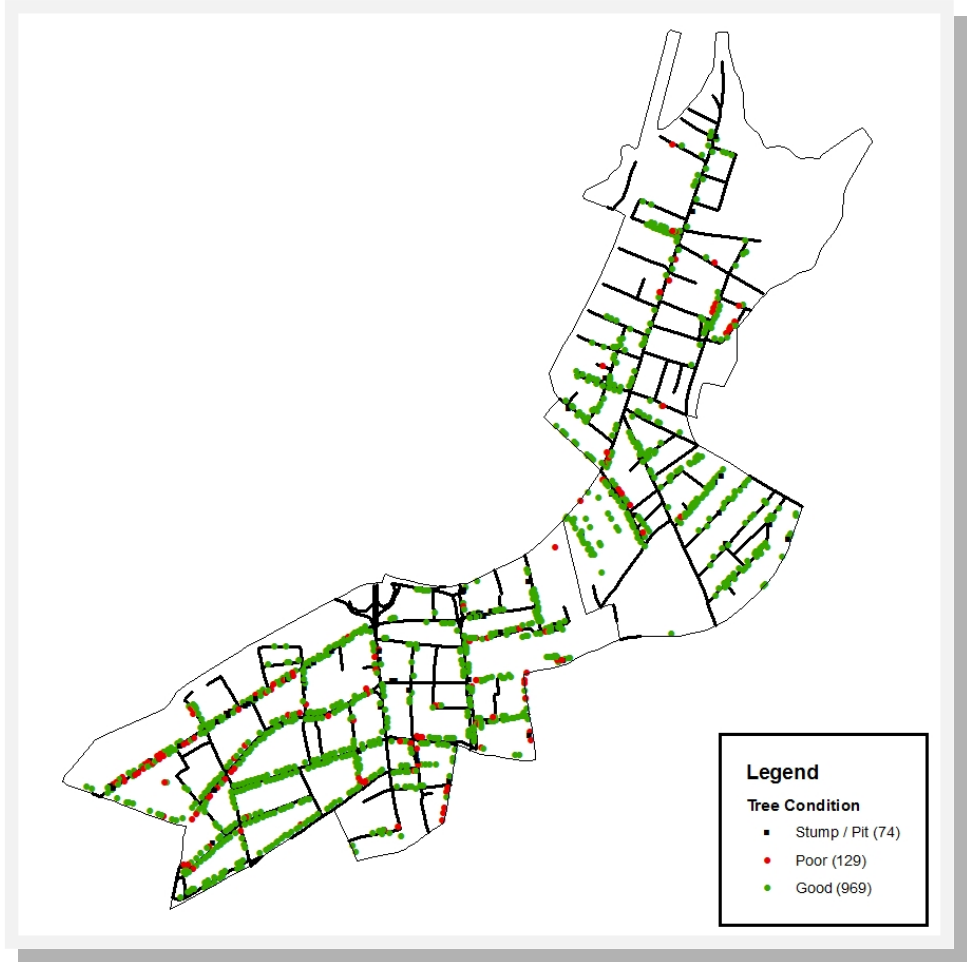 Legend
Tree Condition
Stump / Pit (74)
Poor (129)
Good (969)